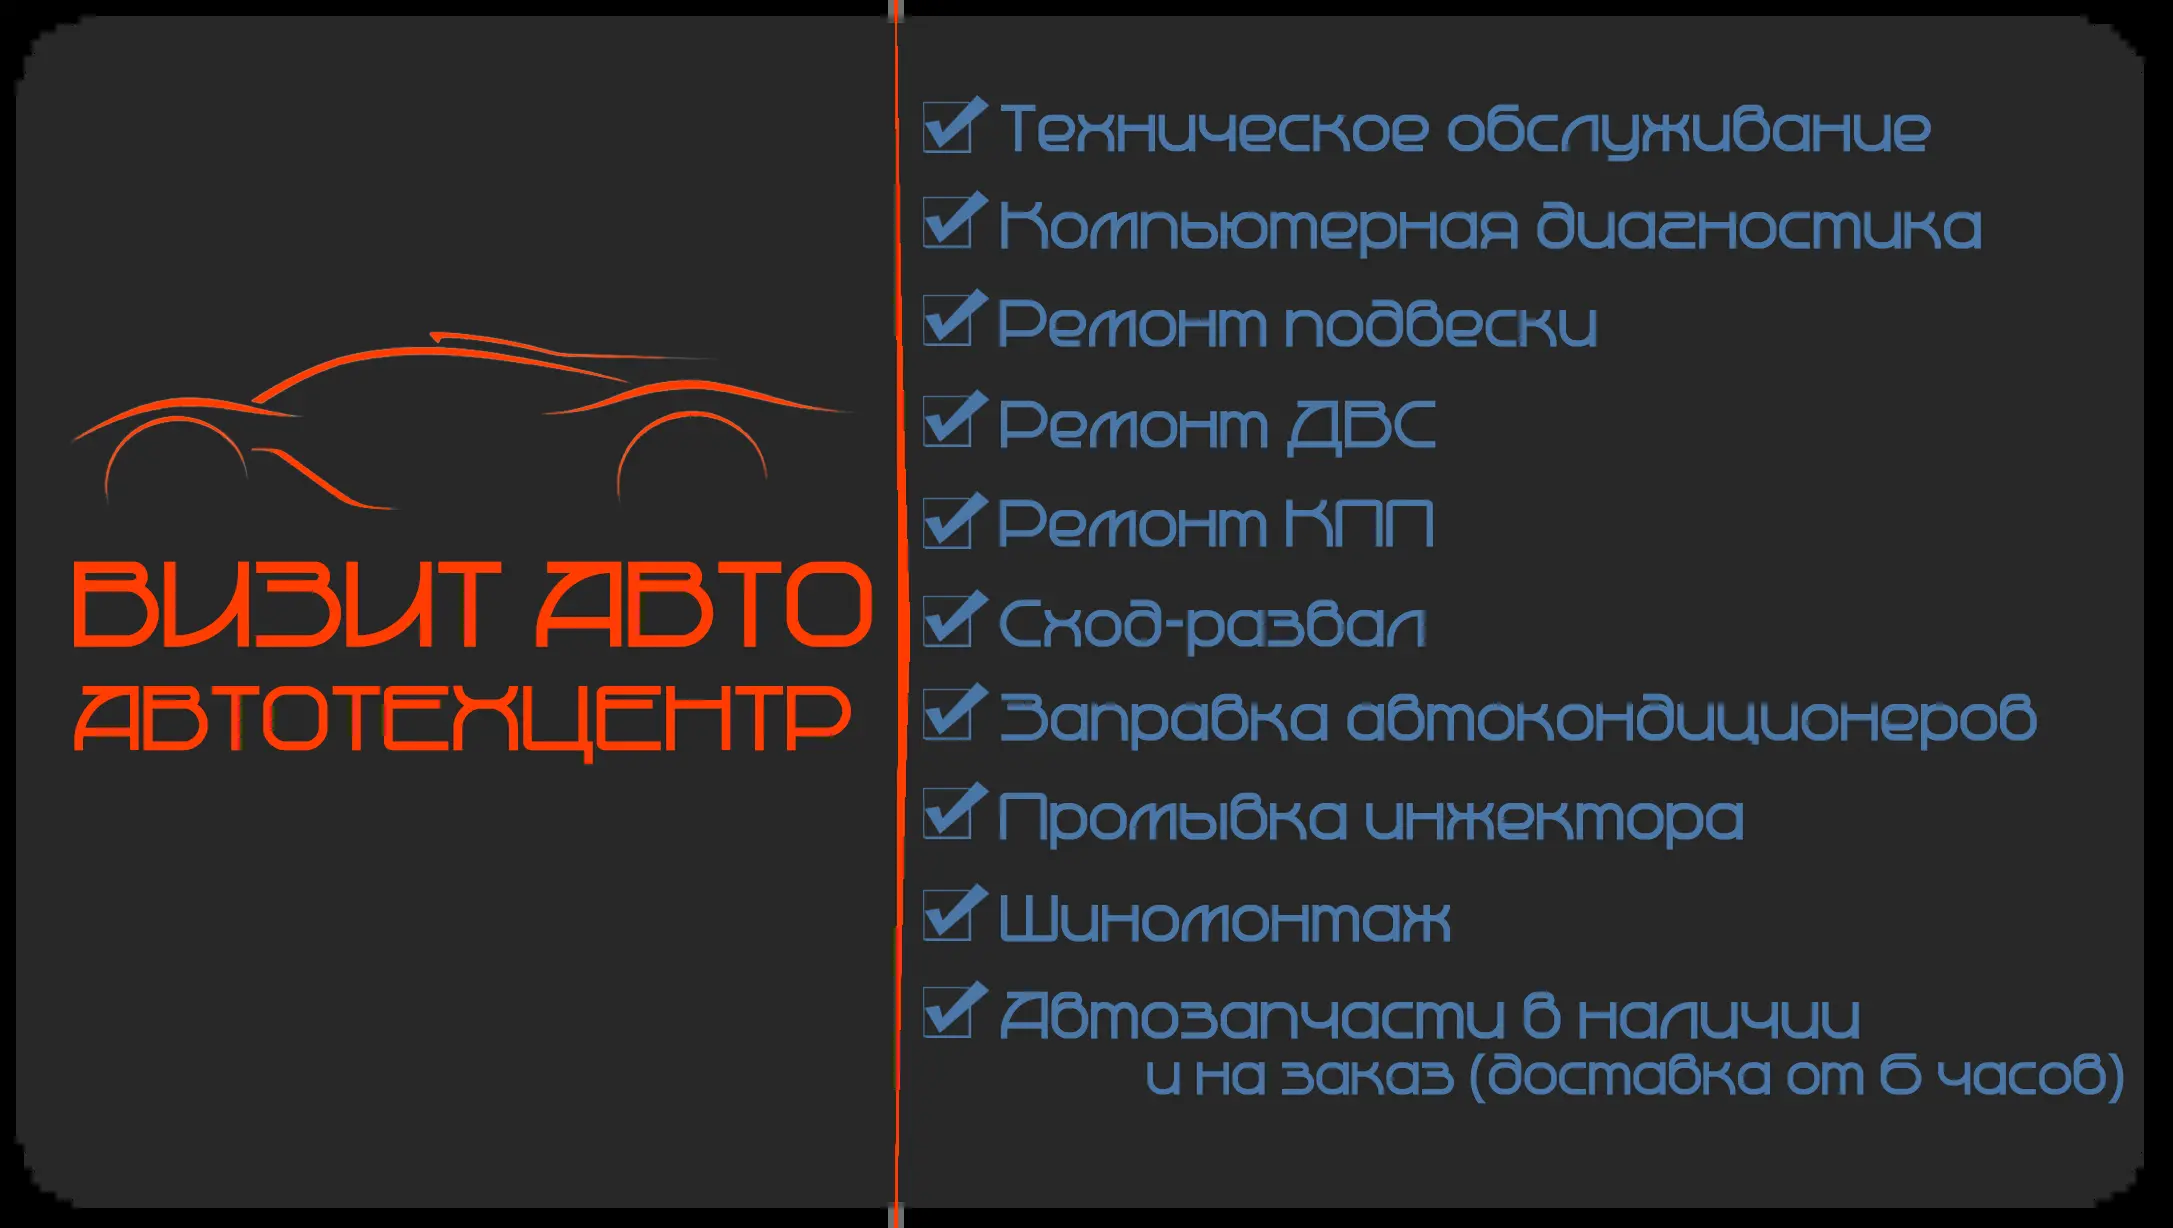 ВИЗИТ АВТО
АВТОТЕХЦЕНТР
Техническое обслуживание
Компьютерная диагностика
Ремонт подвески
Ремонт ДВС
Ремонт КПП
Сход-развал
Заправка автокондиционеров
Промывка инжектора
Шиномонтаж
Автозапчасти в наличии
и на заказ (доставка от 6 часов)